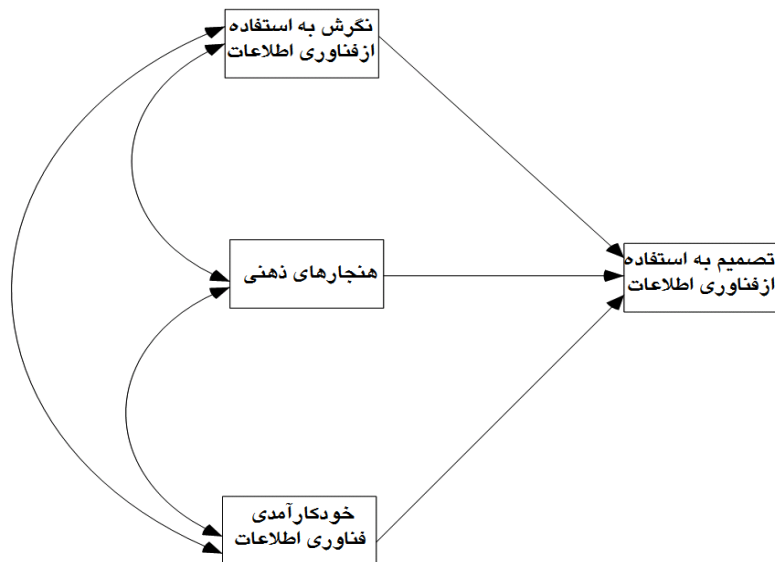 نگرش به استفاده
ازفناوری اطلاعات
هنجارهای ذهنی
تصمیم به استفاده
ازفناوری اطلاعات
خودکارآمدی
فناوری اطلاعات